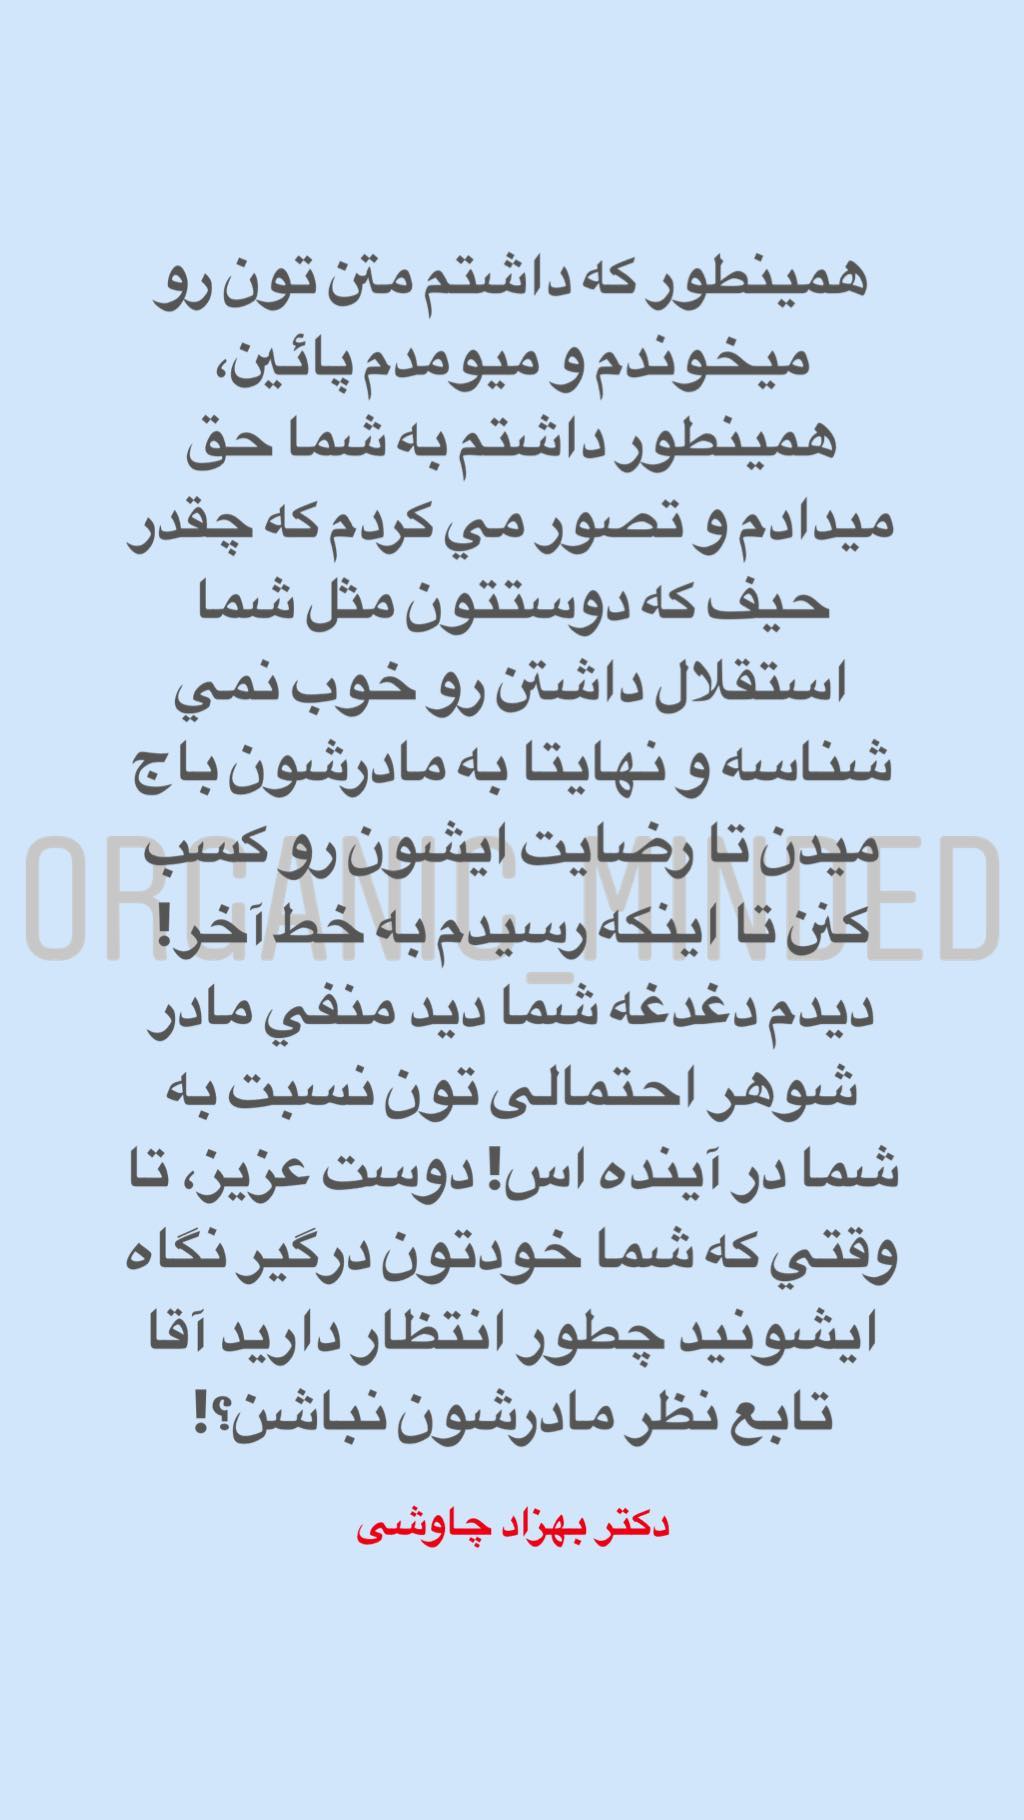 همینطور که داشتم متن تون رو
میخوندم و میومدم پائین،
همینطور داشتم به شما حق
میدادم و تصور مي کردم که چقدر
حیف که دوستتون مثل شما
استقلال داشتن رو خوب نمي
شناسه و نهایتا به مادرشون باج
میدن تا رضایت ایشون رو کسب
کنن تا اینکه رسیدم به خط آخر!
ORGANIC_MINDED
دیدم دغدغه شما دید منفي مادر
شوهر احتمالی تون نسبت به
شما در آینده اس! دوست عزیز، تا
وقتي که شما خودتون درگیر نگاه
ایشونید چطور انتظار دارید آقا
تابع نظر مادرشون نباشن؟!
دکتر بهزاد چاوشی